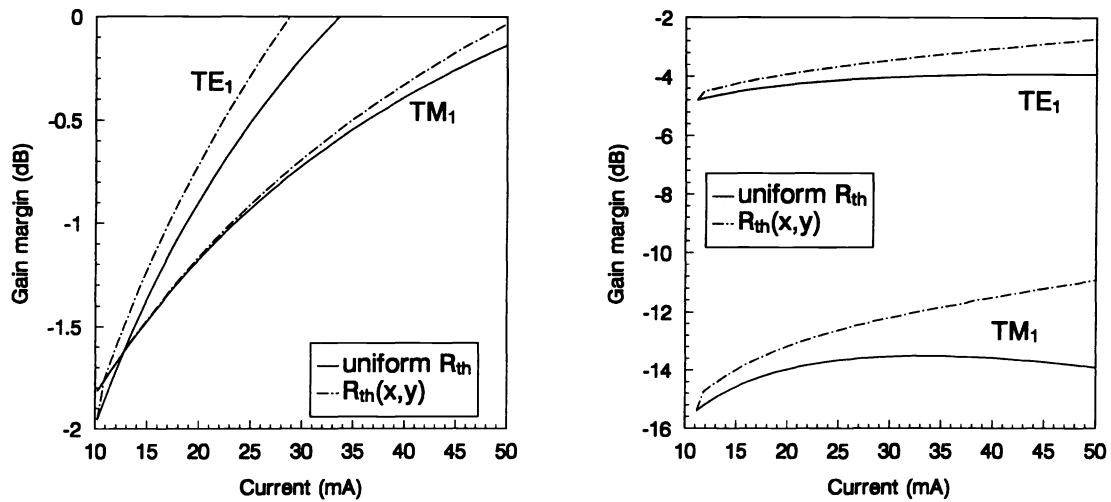 0
-0.5
-1
-1.5
-2
Gain margin (dB)
TE1
TM1
uniform Rth
Rth(x,y)
10 15 20 25 30 35 40 45 50
Current (mA)
-2
-4
-6
-8
-10
-12
-14
-16
Gain margin (dB)
TE1
uniform Rth
Rth(x,y)
TM1
10 15 20 25 30 35 40 45 50
Current (mA)